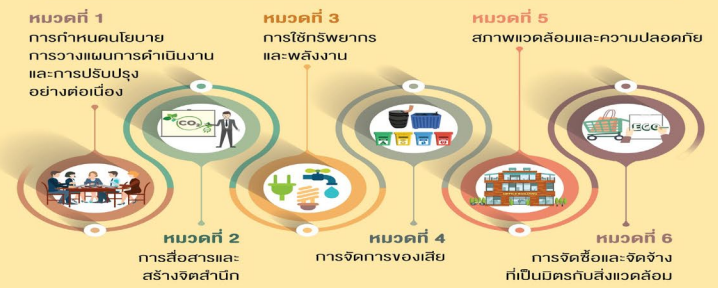 หมวดที่ 1
การกำหนดนโยบาย
การวางแผนการดำเนินงาน
และการปรับปรุง
อย่างต่อเนื่อง
หมวดที่ 3
การใช้ทรัพยากร
และพลังงาน
หมวดที่ 5
สภาพแวดล้อมและความปลอดภัย
CO₂
EGG
หมวดที่ 2
การสื่อสารและ
สร้างจิตสำนึก
หมวดที่ 4
การจัดการของเสีย
หมวดที่ 6
การจัดซื้อและจัดจ้าง
ที่เป็นมิตรกับสิ่งแวดล้อม